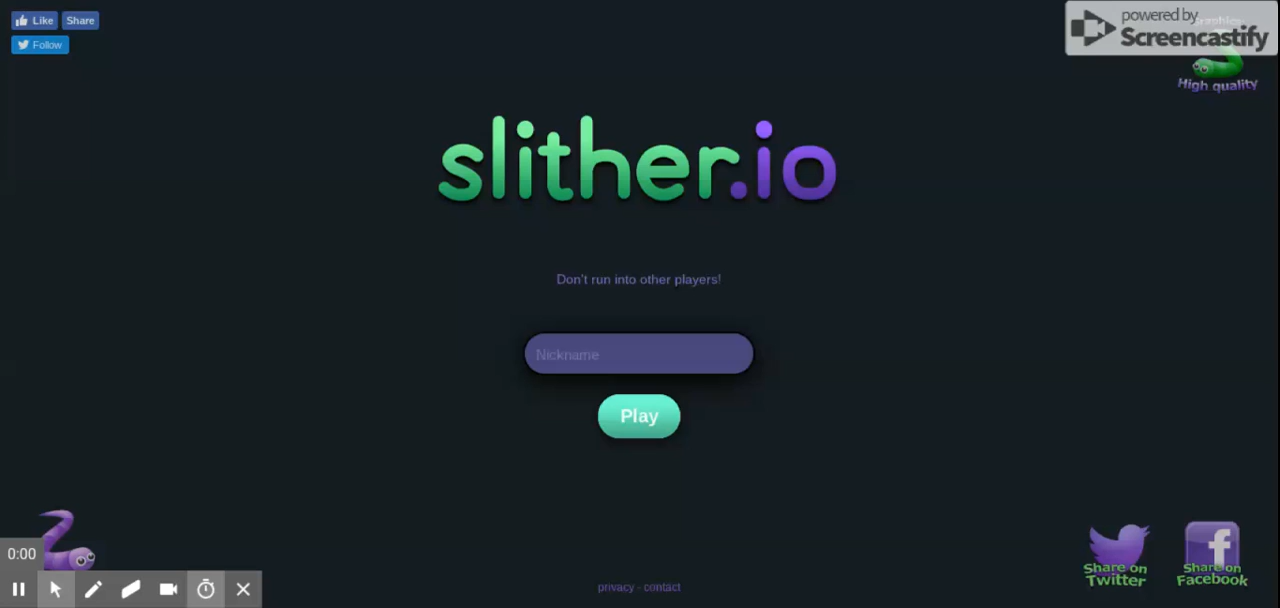 Like Share
Follow
powered by
Screencastify
High quality
slither.io
Don't run into other players!
Nickname
Play
0:00
Share on
Twitter
Share on
Facebook
privacy · contact